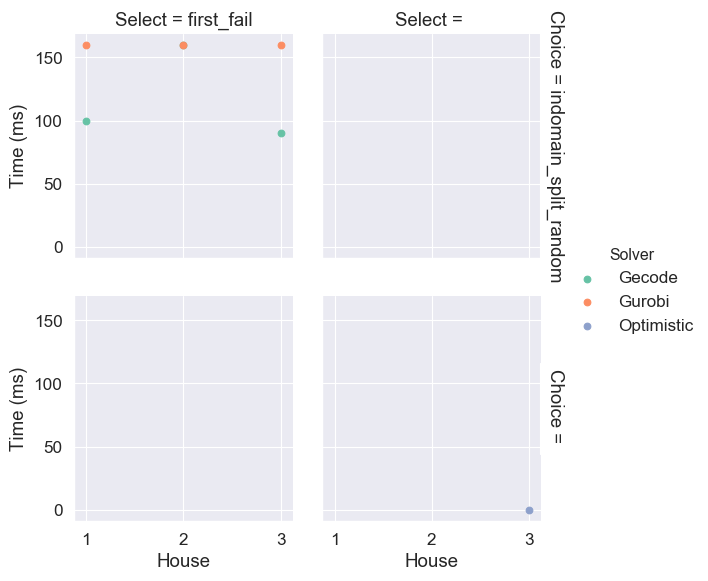 Select = first_fail
Select =
Choice = indomain_split_random
Time (ms)
150
100
50
0
Solver
Gecode
Gurobi
Optimistic
Time (ms)
150
100
50
0
Choice =
1 2 3
1 2 3
House
House